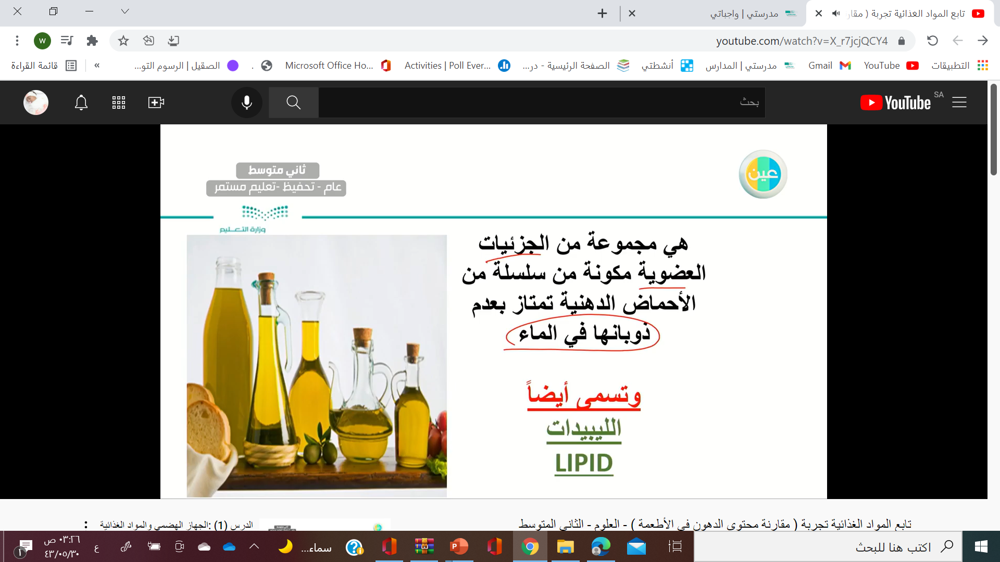 تابع المواد الغذائية تجربة ( مقار
مدرستي | واجباتي
youtube.com/watch?v=X_r7jcjQCY4
W
التطبيقات
YouTube
Gmail
مدرستي | المدارس
أنشطتي
الصفحة الرئيسية - در...
Activities | Poll Ever...
Microsoft Office Ho...
.
الصقيل | الرسوم التو...
»
قائمة القراءة
YouTube SA
بحث
عين
ثاني متوسط
عام - تحفيظ -تعليم مستمر
وزارة التعليم
هي مجموعة من الجزئيات
العضوية مكونة من سلسلة من
الأحماض الدهنية تمتاز بعدم
ذوبانها في الماء
وتسمى أيضاً
الليبيدات
LIPID
تابع المواد الغذائية تجربة ( مقارنة محتوى الدهون في الأطعمة ) - العلوم - الثاني المتوسط
الدرس (1) :الجهاز الهضمي والمواد الغذائية
اكتب هنا للبحث
سماء...
ع
٠٣:٢٦ ص
٤٣/٠٥/٣٠
١